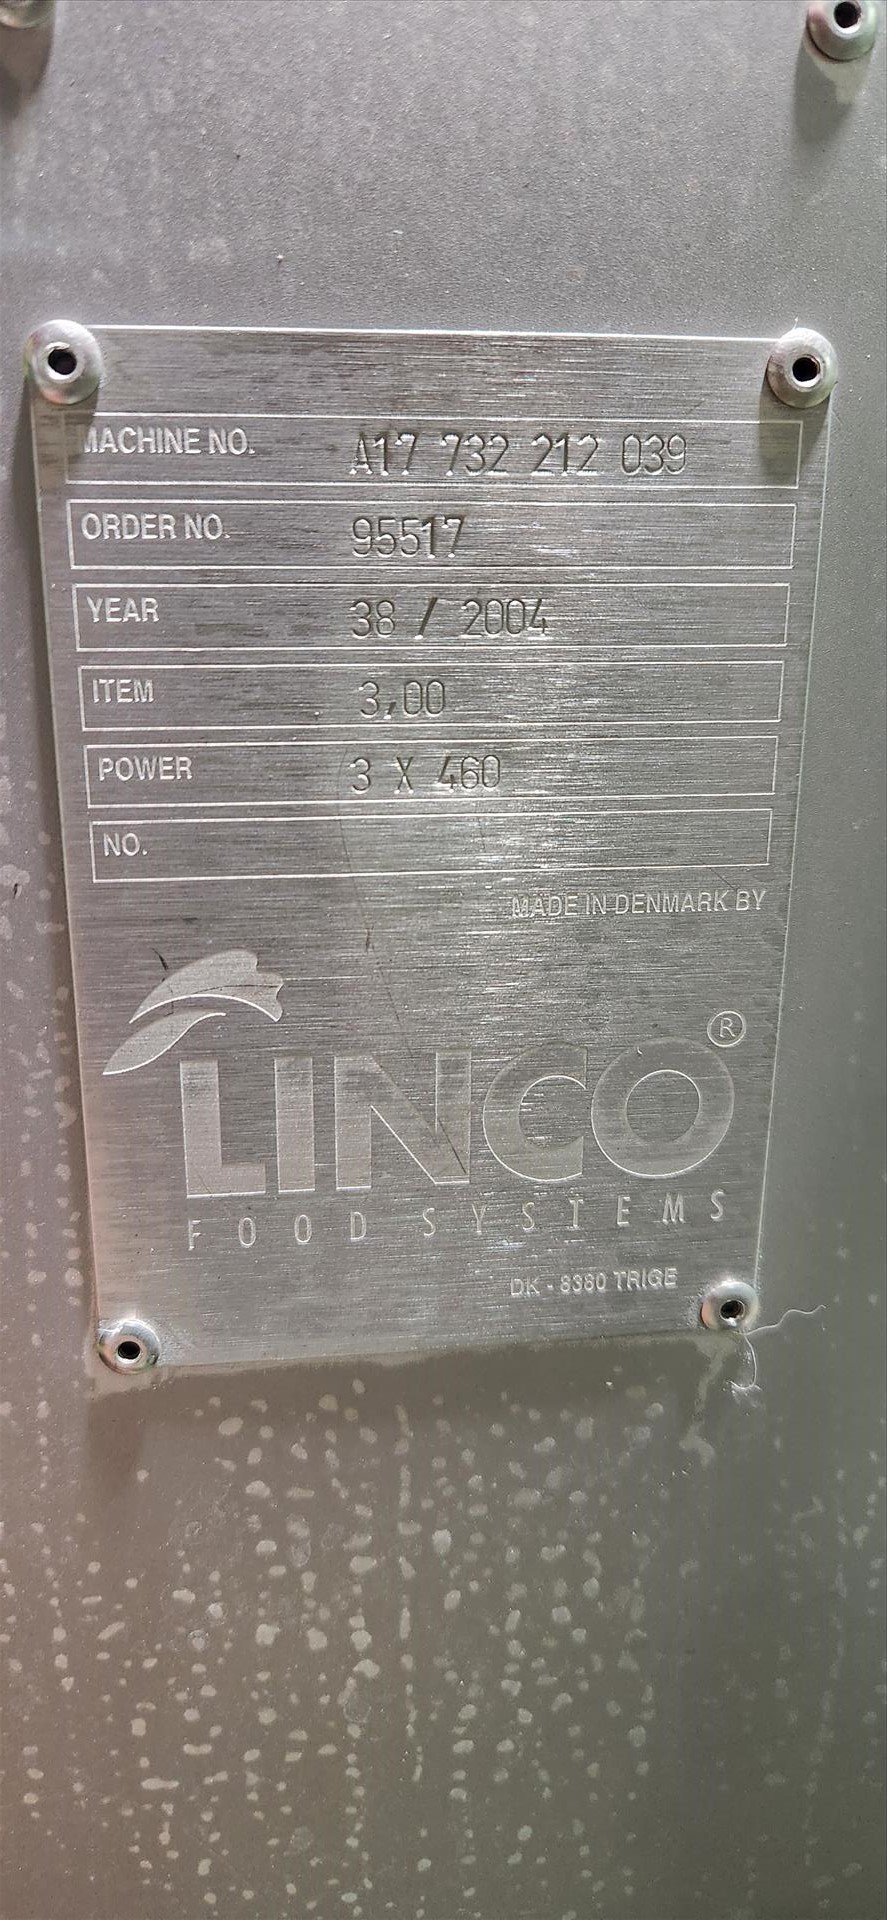 MACHINE NO. A17 732 212 039
ORDER NO. 95517
YEAR 38 / 2004
ITEM 3,00
POWER 3 X 460
NO.
MADE IN DENMARK BY
LINCO®
FOOD SYSTEMS
DK - 8380 TRIGE